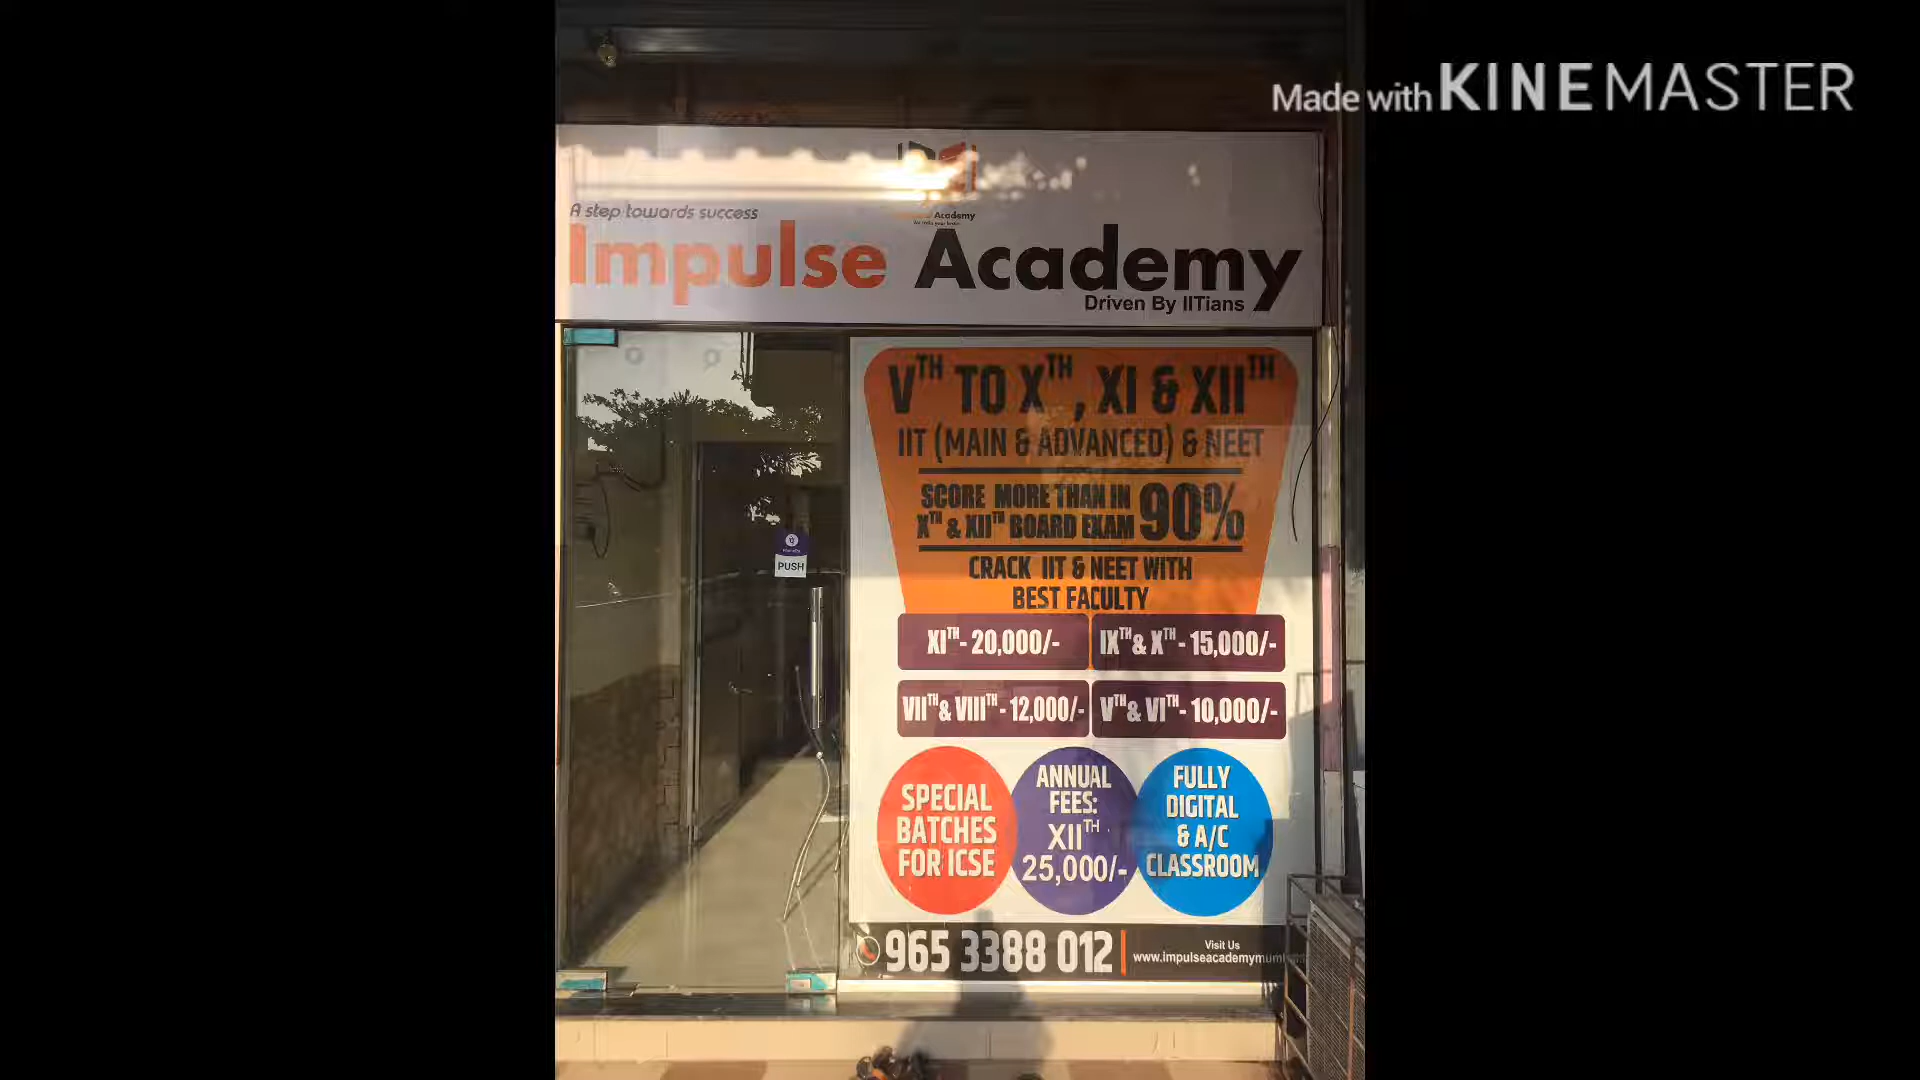 Made with KINEMASTER
A step towards success
Academy
Impulse Academy
Driven By IITians
VTH TO XTH, XI & XIITH
IIT (MAIN & ADVANCED) & NEET
SCORE MORE THAN IN 90%
XTH & XIITH BOARD EXAM
CRACK IIT & NEET WITH
BEST FACULTY
XITH - 20,000/- IXTH & XTH - 15,000/-
VIITH & VIIITH - 12,000/- VTH & VITH - 10,000/-
PUSH
SPECIAL
BATCHES
FOR ICSE
ANNUAL
FEES:
XIITH
25,000/-
FULLY
DIGITAL
& A/C
CLASSROOM
965 3388 012
Visit Us